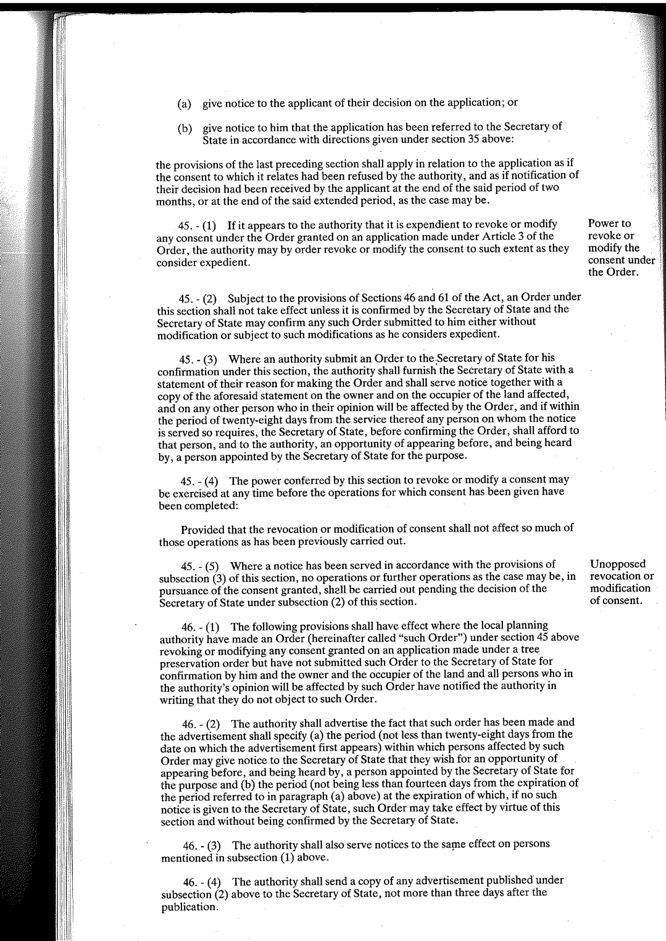 (a) give notice to the applicant of their decision on the application; or
(b) give notice to him that the application has been referred to the Secretary of
State in accordance with directions given under section 35 above:
the provisions of the last preceding section shall apply in relation to the application as if
the consent to which it relates had been refused by the authority, and as if notification of
their decision had been received by the applicant at the end of the said period of two
months, or at the end of the said extended period, as the case may be.
45. - (1) If it appears to the authority that it is expendient to revoke or modify
any consent under the Order granted on an application made under Article 3 of the
Order, the authority may by order revoke or modify the consent to such extent as they
consider expedient.
Power to
revoke or
modify the
consent under
the Order.
45. - (2) Subject to the provisions of Sections 46 and 61 of the Act, an Order under
this section shall not take effect unless it is confirmed by the Secretary of State and the
Secretary of State may confirm any such Order submitted to him either without
modification or subject to such modifications as he considers expedient.
45. - (3) Where an authority submit an Order to the Secretary of State for his
confirmation under this section, the authority shall furnish the Secretary of State with a
statement of their reason for making the Order and shall serve notice together with a
copy of the aforesaid statement on the owner and on the occupier of the land affected,
and on any other person who in their opinion will be affected by the Order, and if within
the period of twenty-eight days from the service thereof any person on whom the notice
is served so requires, the Secretary of State, before confirming the Order, shall afford to
that person, and to the authority, an opportunity of appearing before, and being heard
by, a person appointed by the Secretary of State for the purpose.
45. - (4) The power conferred by this section to revoke or modify a consent may
be exercised at any time before the operations for which consent has been given have
been completed:
Provided that the revocation or modification of consent shall not affect so much of
those operations as has been previously carried out.
45. - (5) Where a notice has been served in accordance with the provisions of
subsection (3) of this section, no operations or further operations as the case may be, in
pursuance of the consent granted, shall be carried out pending the decision of the
Secretary of State under subsection (2) of this section.
Unopposed
revocation or
modification
of consent.
46. - (1) The following provisions shall have effect where the local planning
authority have made an Order (hereinafter called “such Order”) under section 45 above
revoking or modifying any consent granted on an application made under a tree
preservation order but have not submitted such Order to the Secretary of State for
confirmation by him and the owner and the occupier of the land and all persons who in
the authority's opinion will be affected by such Order have notified the authority in
writing that they do not object to such Order.
46. - (2) The authority shall advertise the fact that such order has been made and
the advertisement shall specify (a) the period (not less than twenty-eight days from the
date on which the advertisement first appears) within which persons affected by such
Order may give notice to the Secretary of State that they wish for an opportunity of
appearing before, and being heard by, a person appointed by the Secretary of State for
the purpose and (b) the period (not being less than fourteen days from the expiration of
the period referred to in paragraph (a) above) at the expiration of which, if no such
notice is given to the Secretary of State, such Order may take effect by virtue of this
section and without being confirmed by the Secretary of State.
46. - (3) The authority shall also serve notices to the same effect on persons
mentioned in subsection (1) above.
46. - (4) The authority shall send a copy of any advertisement published under
subsection (2) above to the Secretary of State, not more than three days after the
publication.